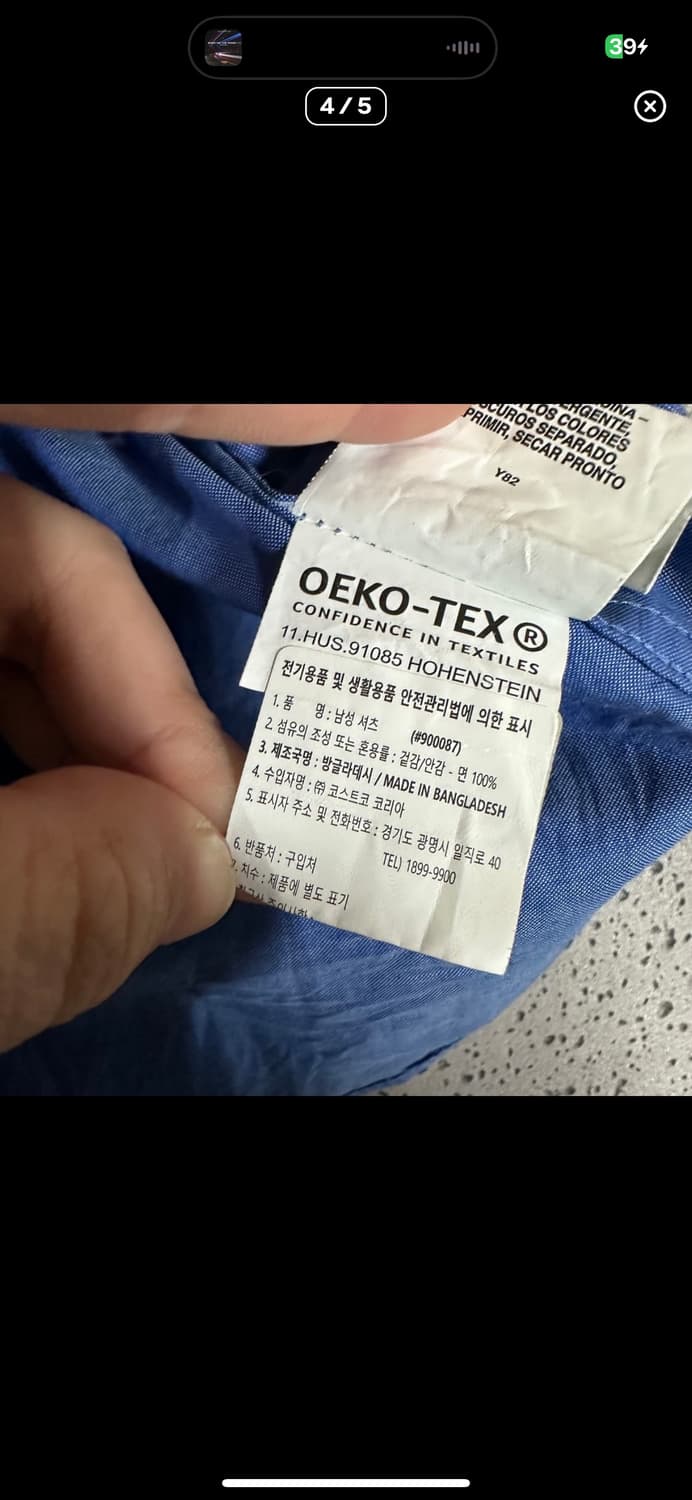 39
4/5
ERGENTE,
LOS COLORES
SCUROS SEPARADO,
PRIMIR, SECAR PRONTO
Y82
OEKO-TEX®
CONFIDENCE IN TEXTILES
11.HUS.91085 HOHENSTEIN
전기용품 및 생활용품 안전관리법에 의한 표시
1. 품 명 : 남성 셔츠 (#900087)
2. 섬유의 조성 또는 혼용률 : 겉감/안감 - 면 100%
3. 제조국명 : 방글라데시 / MADE IN BANGLADESH
4. 수입자명 : ㈜ 코스트코 코리아
5. 표시자 주소 및 전화번호 : 경기도 광명시 일직로 40
TEL) 1899-9900
6. 반품처 : 구입처
7. 치수 : 제품에 별도 표기